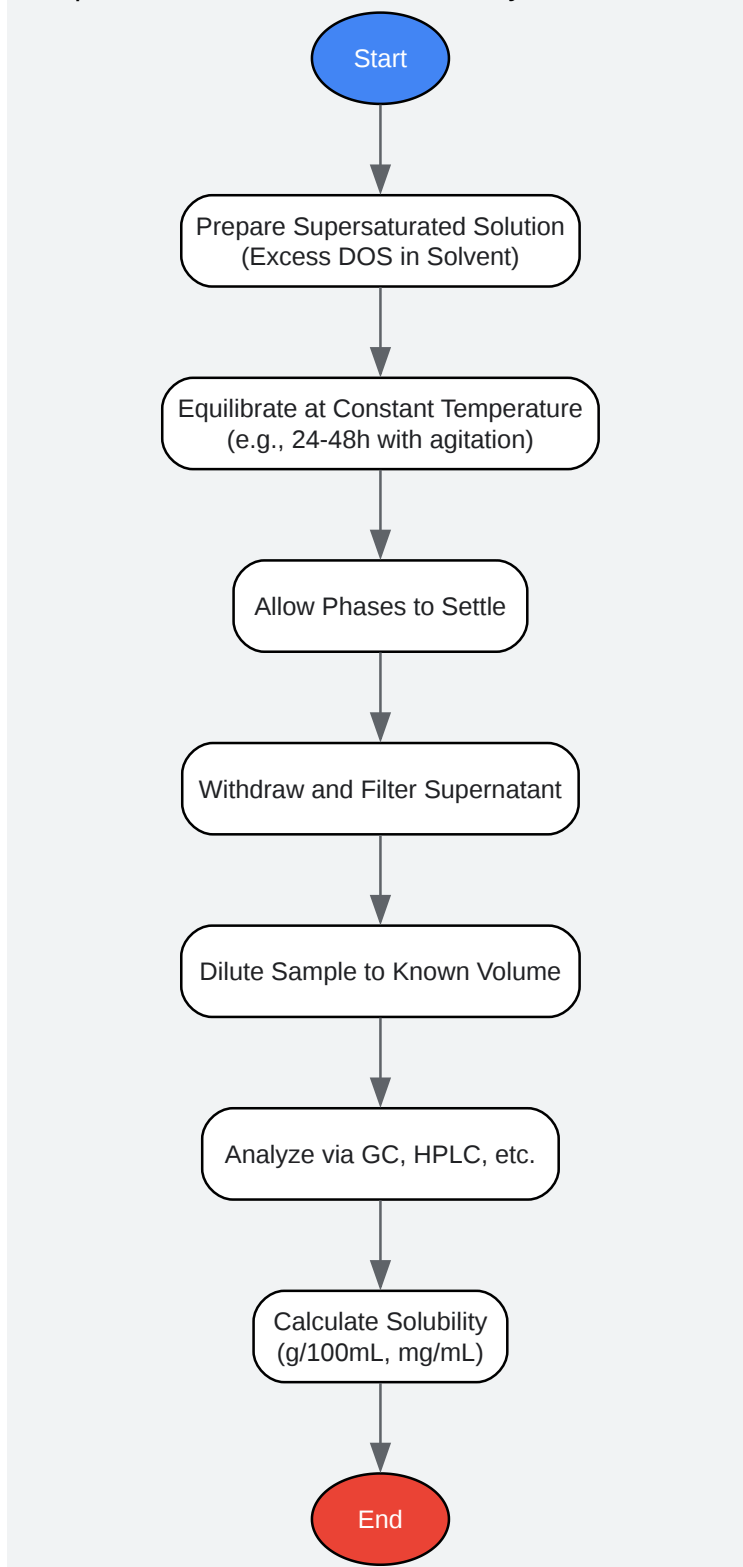 Start
Prepare Supersaturated Solution
(Excess DOS in Solvent)
Equilibrate at Constant Temperature
(e.g., 24-48h with agitation)
Allow Phases to Settle
Withdraw and Filter Supernatant
Dilute Sample to Known Volume
Analyze via GC, HPLC, etc.
Calculate Solubility
(g/100mL, mg/mL)
End